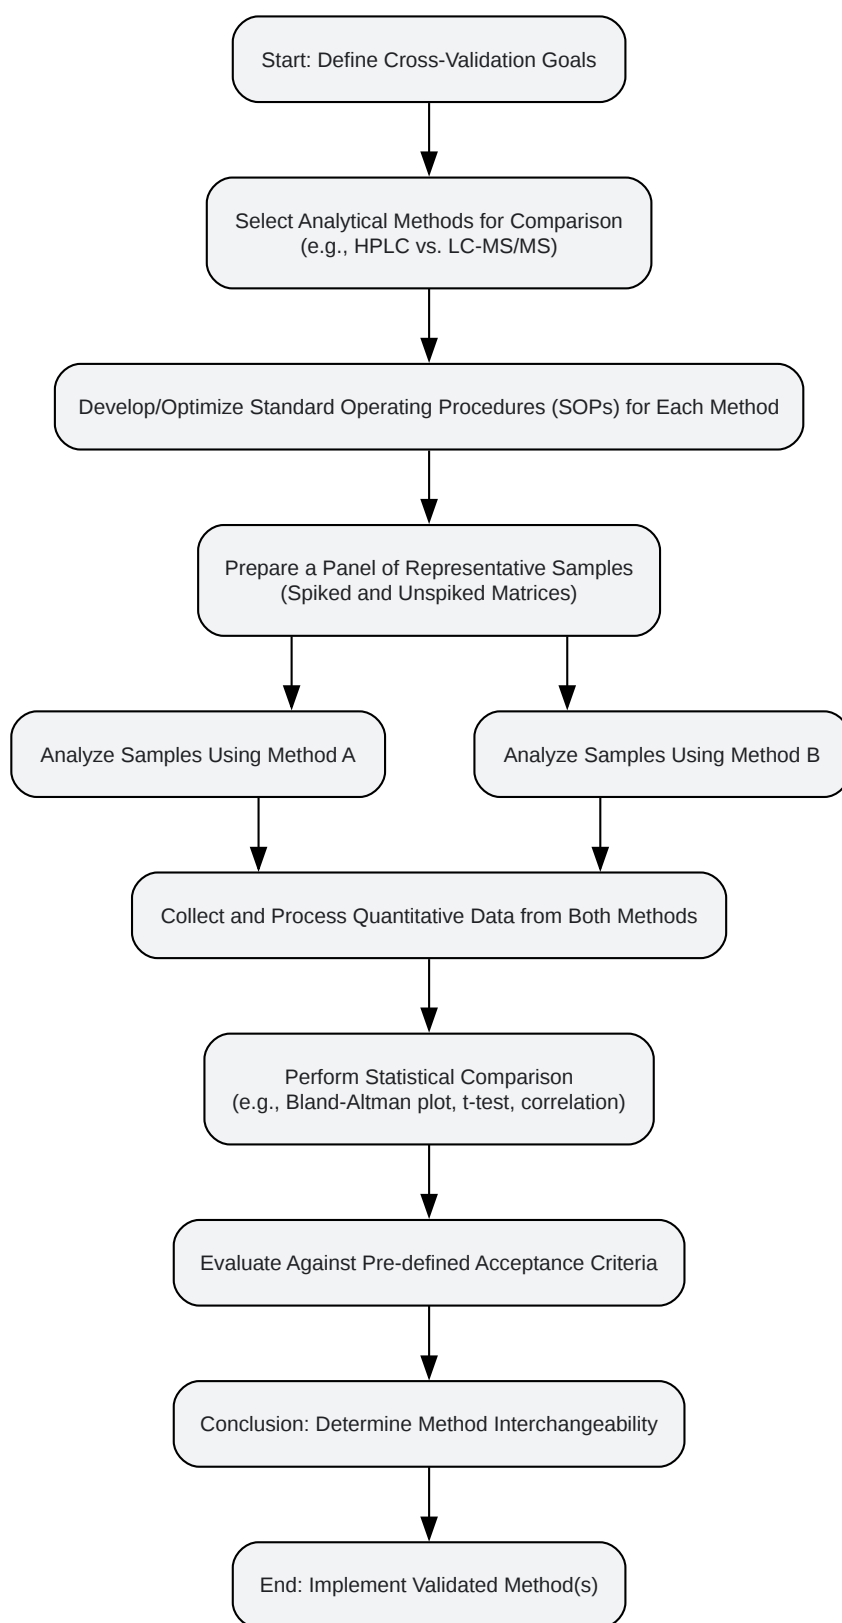 Start: Define Cross-Validation Goals
Select Analytical Methods for Comparison
(e.g., HPLC vs. LC-MS/MS)
Develop/Optimize Standard Operating Procedures (SOPs) for Each Method
Prepare a Panel of Representative Samples
(Spiked and Unspiked Matrices)
Analyze Samples Using Method A
Analyze Samples Using Method B
Collect and Process Quantitative Data from Both Methods
Perform Statistical Comparison
(e.g., Bland-Altman plot, t-test, correlation)
Evaluate Against Pre-defined Acceptance Criteria
Conclusion: Determine Method Interchangeability
End: Implement Validated Method(s)